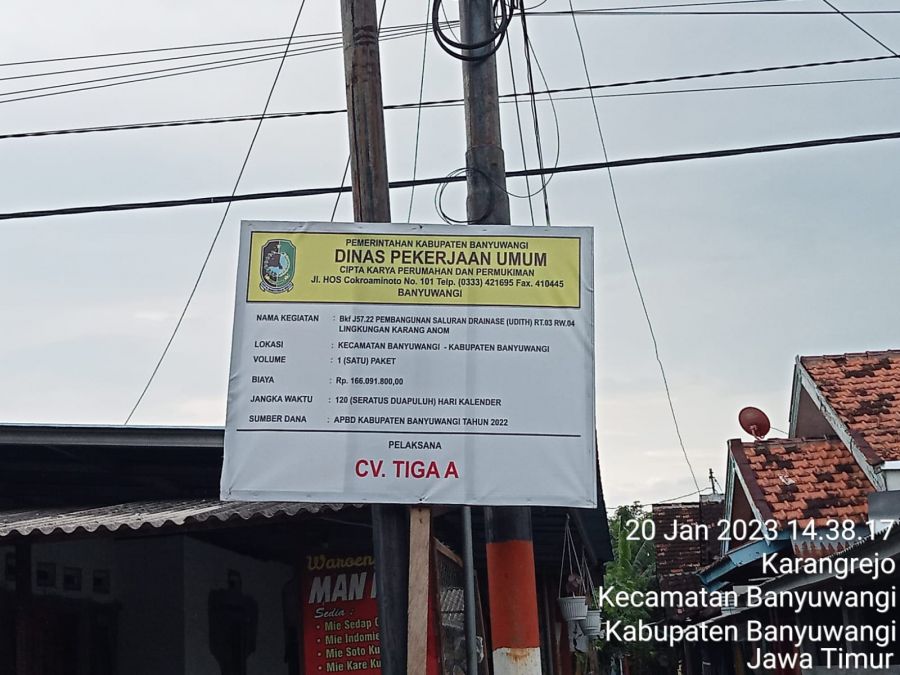 PEMERINTAHAN KABUPATEN BANYUWANGI
DINAS PEKERJAAN UMUM
CIPTA KARYA PERUMAHAN DAN PERMUKIMAN
Jl. HOS Cokroaminoto No. 101 Telp. (0333) 421695 Fax. 410445
BANYUWANGI
NAMA KEGIATAN : Bkf J57.22 PEMBANGUNAN SALURAN DRAINASE (UDITH) RT.03 RW.04
LINGKUNGAN KARANG ANOM
LOKASI : KECAMATAN BANYUWANGI - KABUPATEN BANYUWANGI
VOLUME : 1 (SATU) PAKET
BIAYA : Rp. 166.091.800,00
JANGKA WAKTU : 120 (SERATUS DUAPULUH) HARI KALENDER
SUMBER DANA : APBD KABUPATEN BANYUWANGI TAHUN 2022
PELAKSANA
CV. TIGA A
Waroen
MAN
Sedia :
• Mie Sedap
• Mie Indomie
• Mie Soto Ku
• Mie Kare Ku
20 Jan 2023 14.38.17
Karangrejo
Kecamatan Banyuwangi
Kabupaten Banyuwangi
Jawa Timur